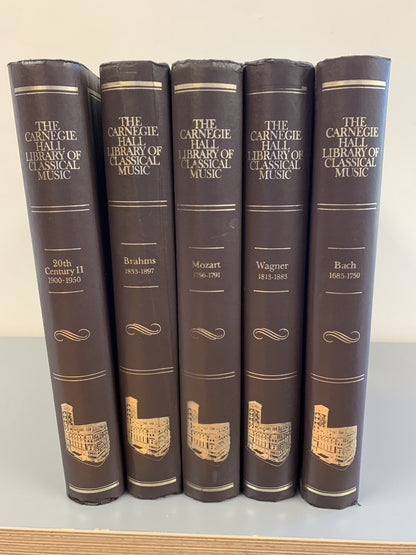 THE
CARNEGIE
HALL
LIBRARY OF
CLASSICAL
MUSIC
20th
Century II
1900-1950
THE
CARNEGIE
HALL
LIBRARY OF
CLASSICAL
MUSIC
Brahms
1833-1897
THE
CARNEGIE
HALL
LIBRARY OF
CLASSICAL
MUSIC
Mozart
1756-1791
THE
CARNEGIE
HALL
LIBRARY OF
CLASSICAL
MUSIC
Wagner
1813-1883
THE
CARNEGIE
HALL
LIBRARY OF
CLASSICAL
MUSIC
Bach
1685-1750